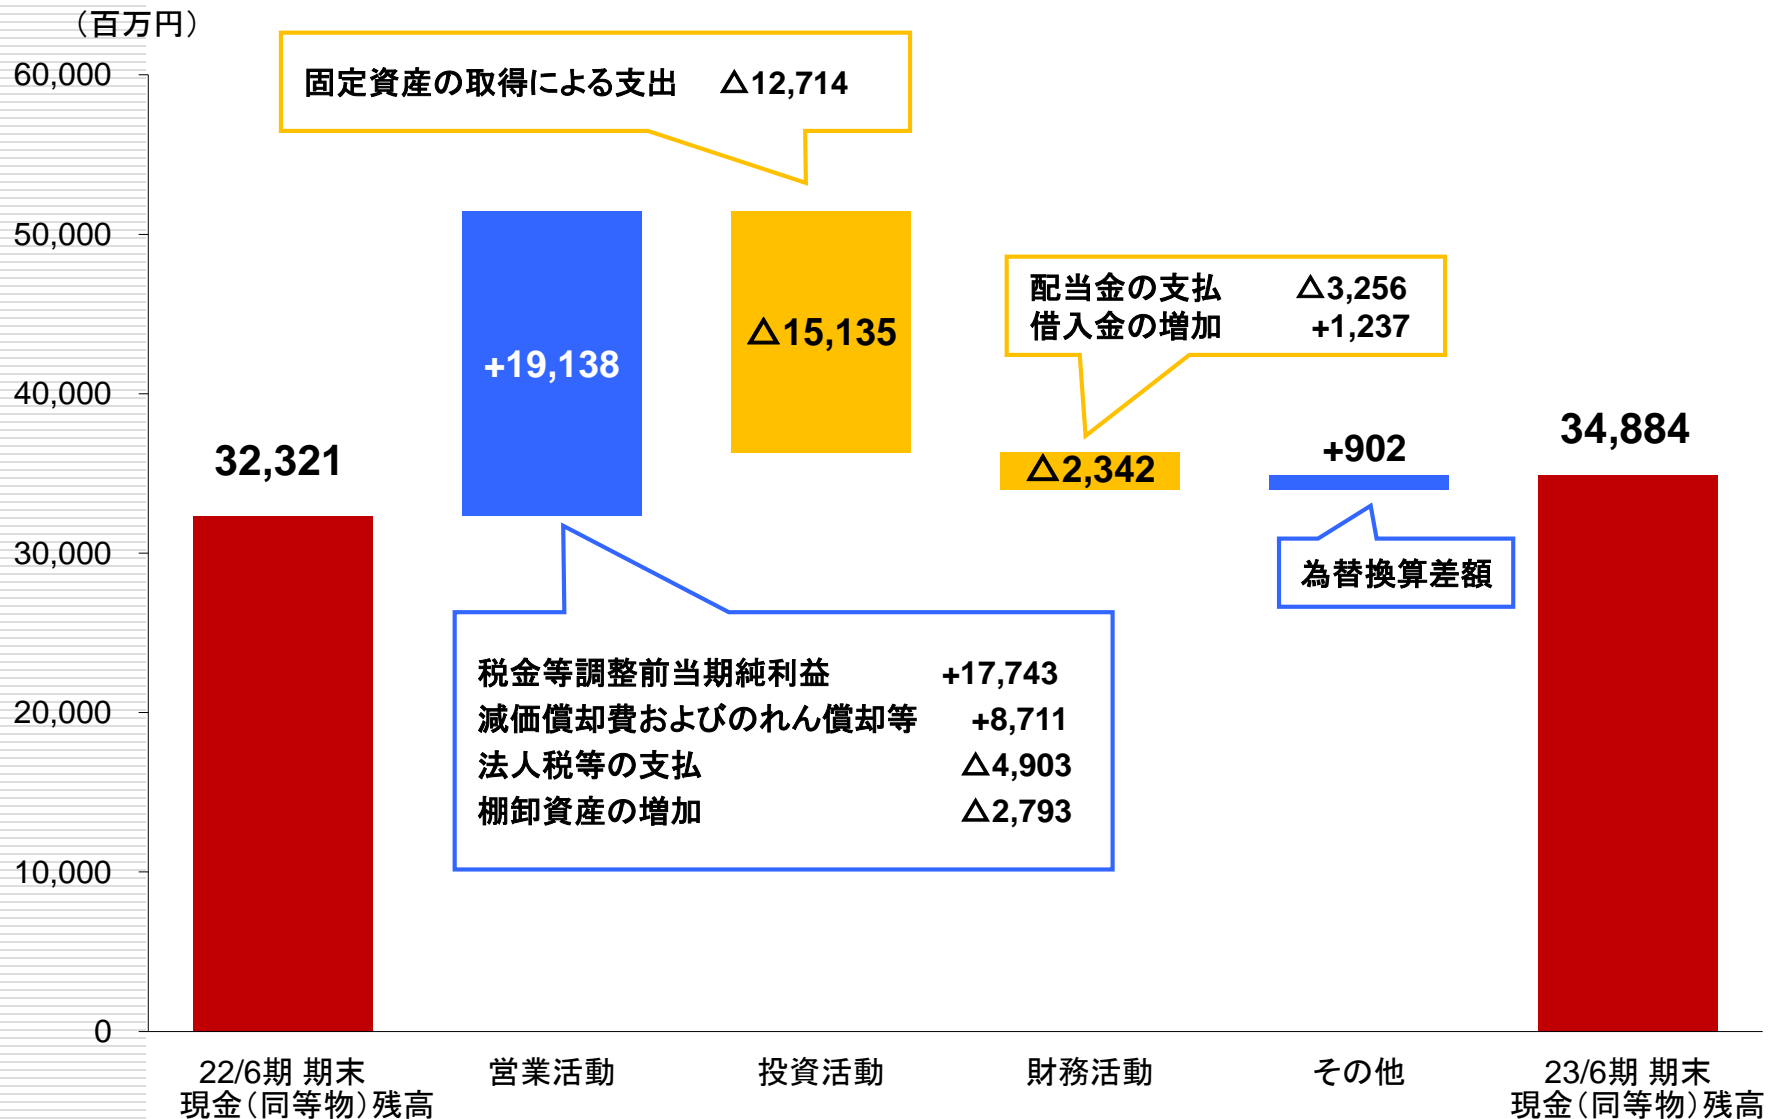 （百万円）
60,000
50,000
40,000
30,000
20,000
10,000
0
固定資産の取得による支出 △12,714
配当金の支払 △3,256
借入金の増加 +1,237
32,321
+19,138
△15,135
△2,342
+902
34,884
為替換算差額
税金等調整前当期純利益 +17,743
減価償却費およびのれん償却等 +8,711
法人税等の支払 △4,903
棚卸資産の増加 △2,793
22/6期 期末
現金（同等物）残高
営業活動
投資活動
財務活動
その他
23/6期 期末
現金（同等物）残高